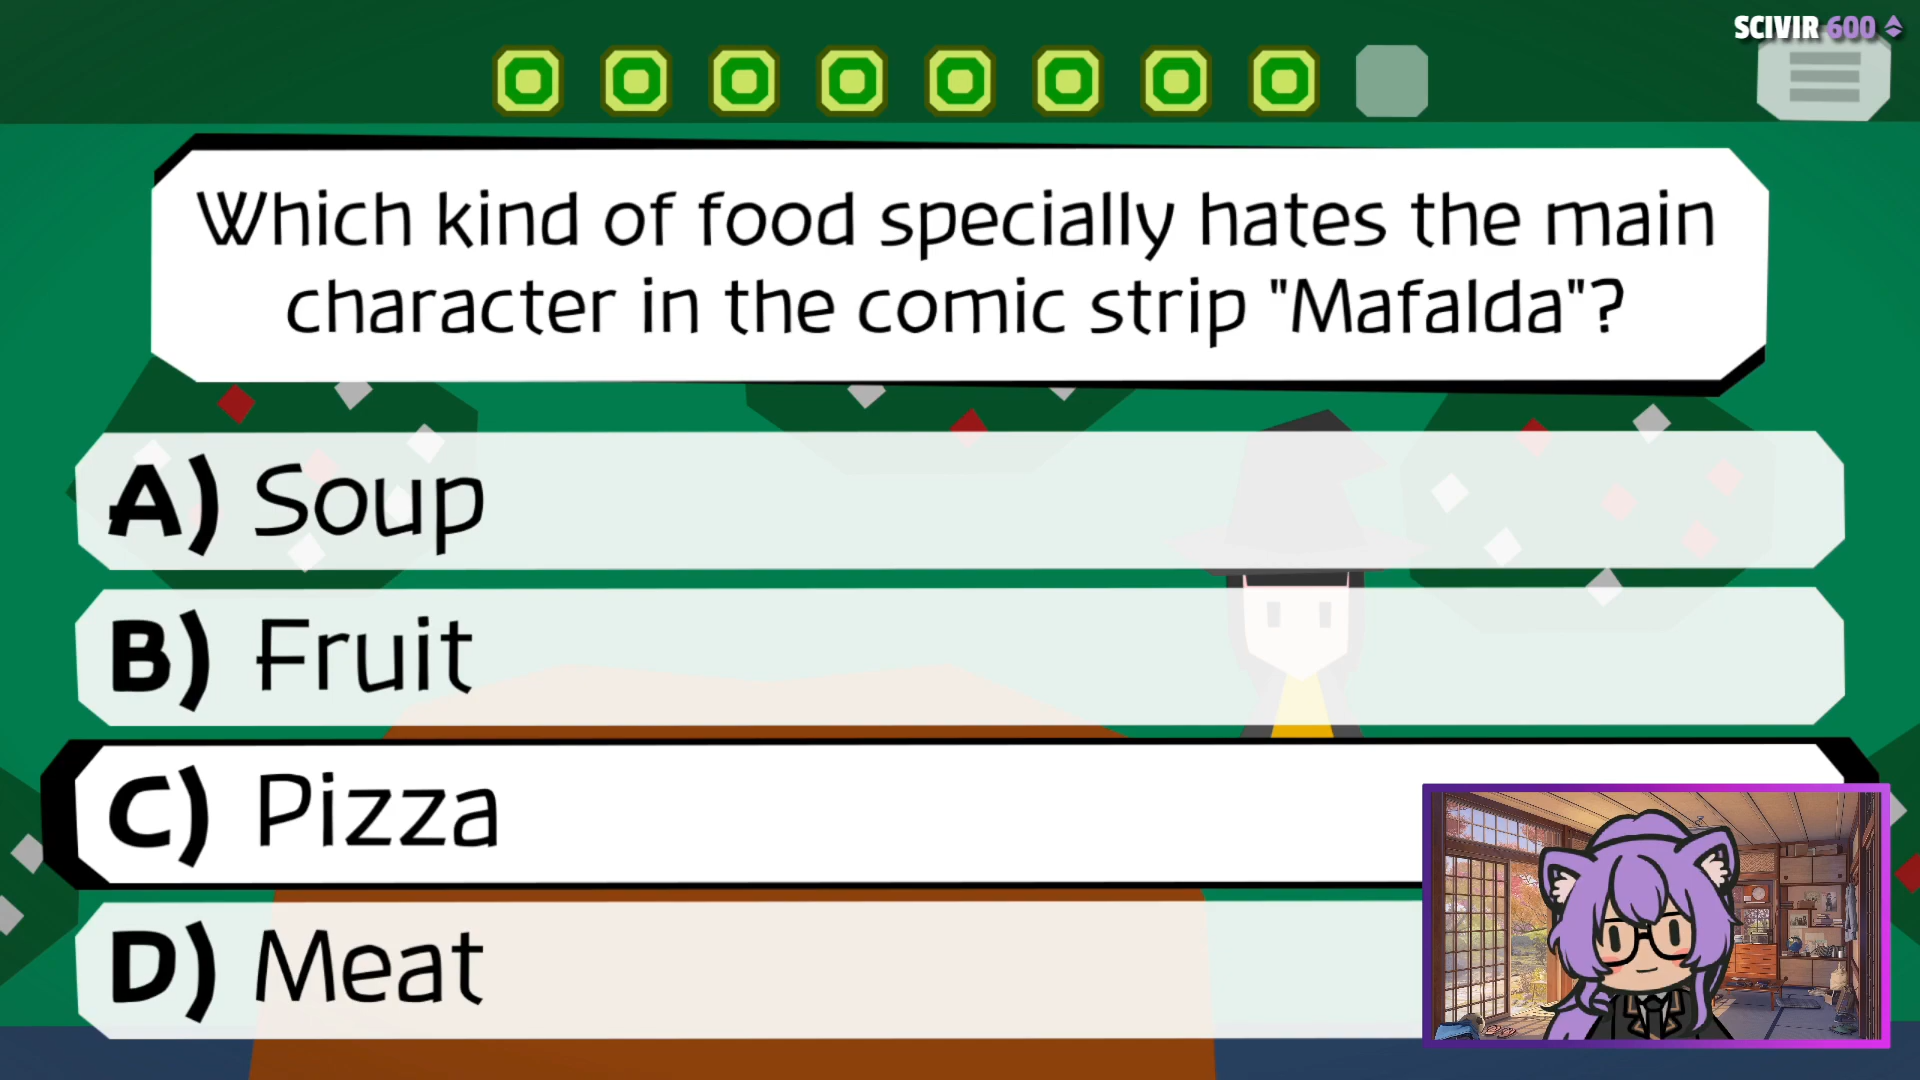 SCIVIR 600
Which kind of food specially hates the main
character in the comic strip "Mafalda"?
A) Soup
B) Fruit
C) Pizza
D) Meat